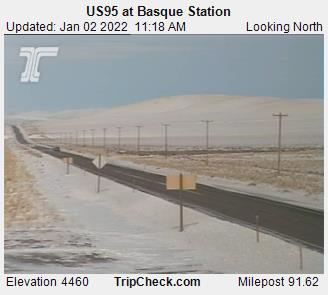 US95 at Basque Station
Updated: Jan 02 2022 11:18 AM Looking North
Elevation 4460 TripCheck.com Milepost 91.62